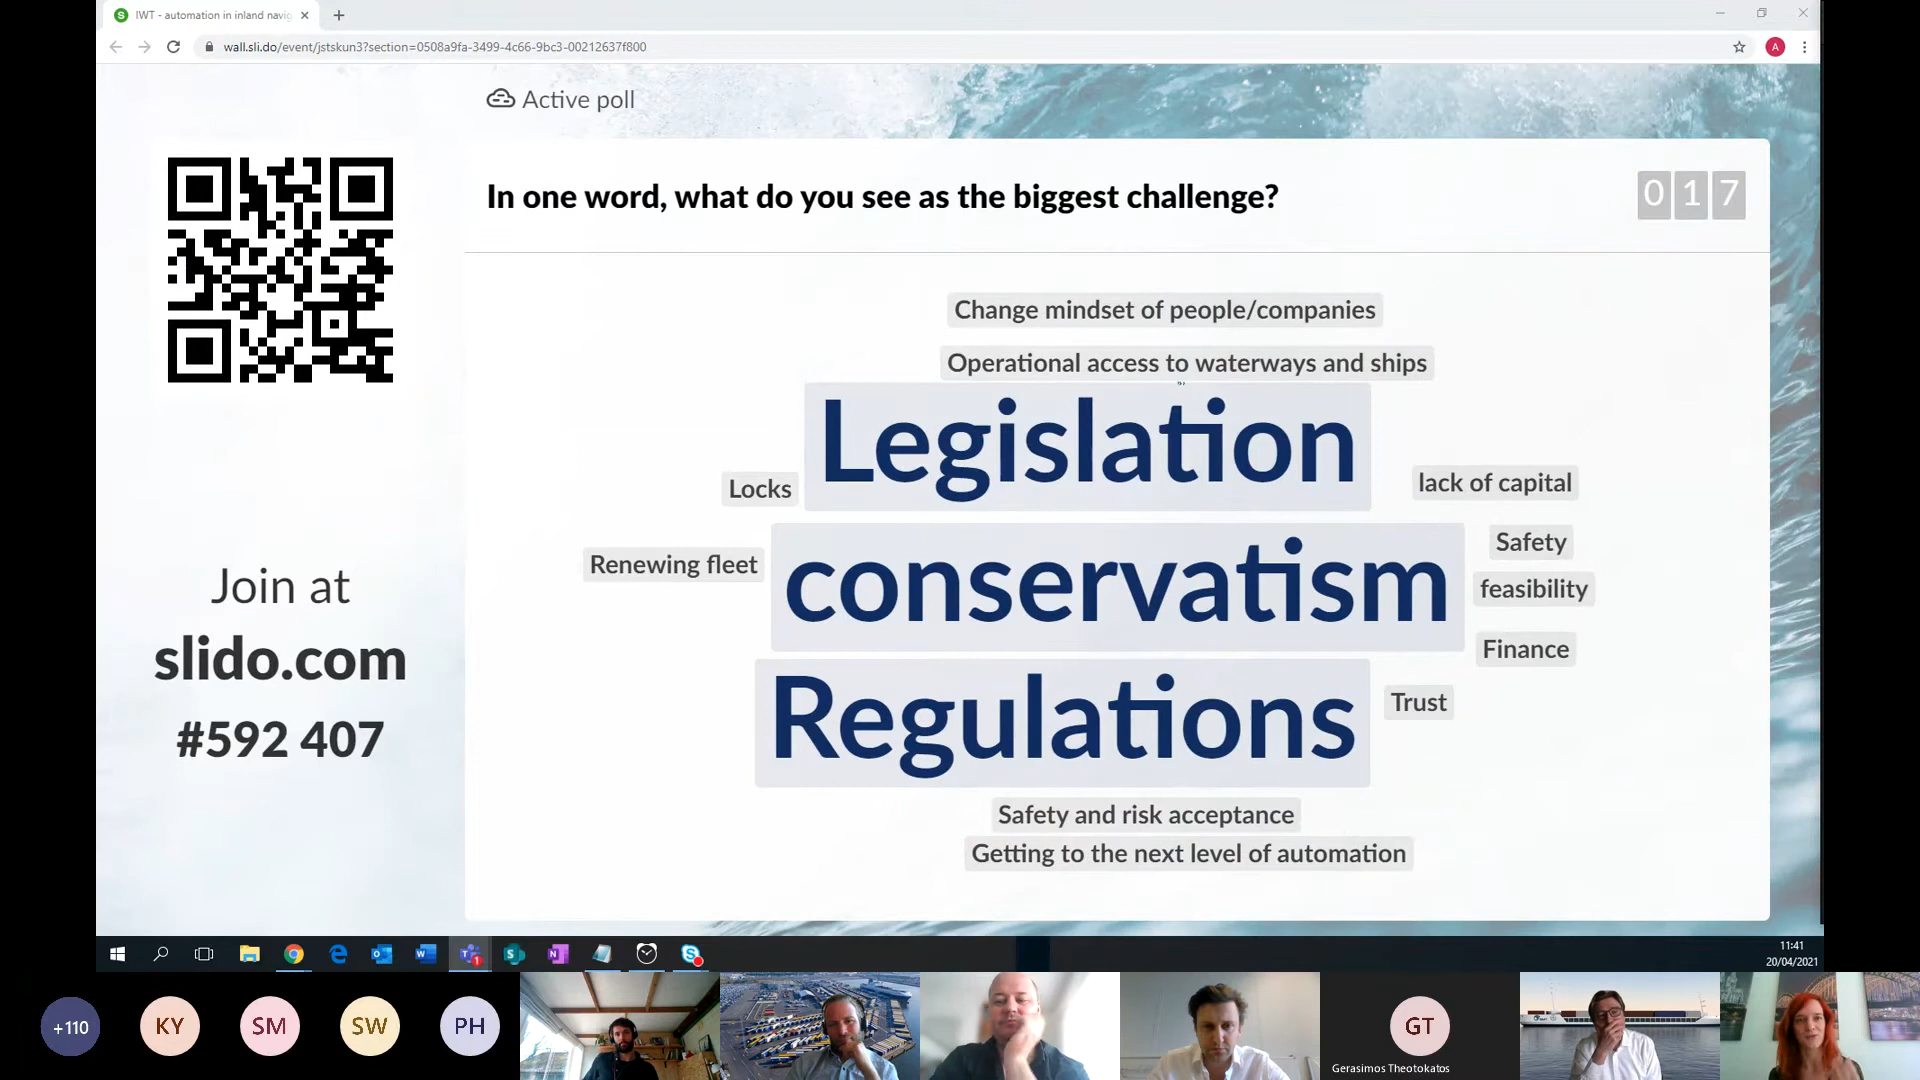 IWT - automation in inland navig
wall.sli.do/event/jstskun3?section=0508a9fa-3499-4c66-9bc3-00212637f800
A
Active poll
In one word, what do you see as the biggest challenge?
017
Change mindset of people/companies
Operational access to waterways and ships
Legislation
Locks
lack of capital
conservatism
Safety
Renewing fleet
feasibility
Finance
Regulations
Trust
Safety and risk acceptance
Getting to the next level of automation
Join at
slido.com
#592 407
11:41
20/04/2021
+110
KY
SM
SW
PH
GT
Gerasimos Theotokatos